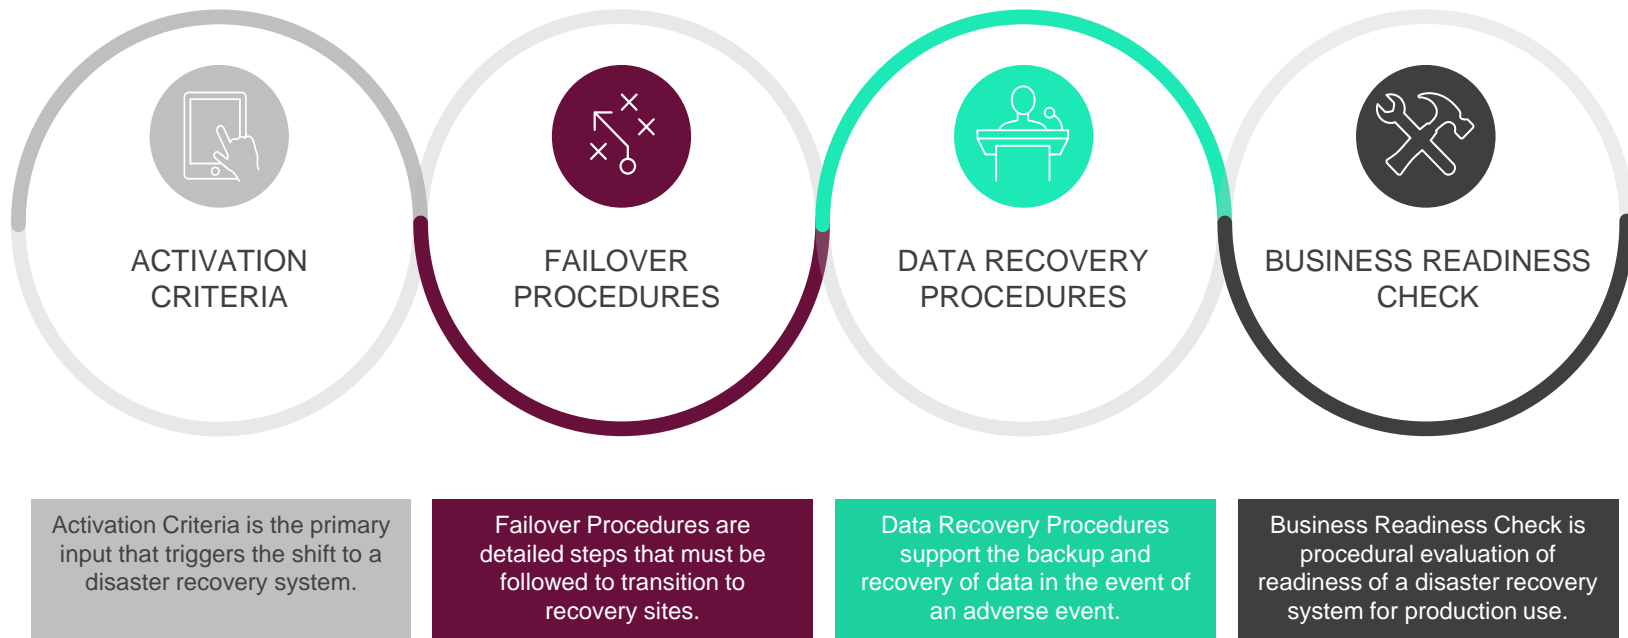 ACTIVATION
CRITERIA
FAILOVER
PROCEDURES
DATA RECOVERY
PROCEDURES
BUSINESS READINESS
CHECK
Activation Criteria is the primary
input that triggers the shift to a
disaster recovery system.
Failover Procedures are
detailed steps that must be
followed to transition to
recovery sites.
Data Recovery Procedures
support the backup and
recovery of data in the event of
an adverse event.
Business Readiness Check is
procedural evaluation of
readiness of a disaster recovery
system for production use.